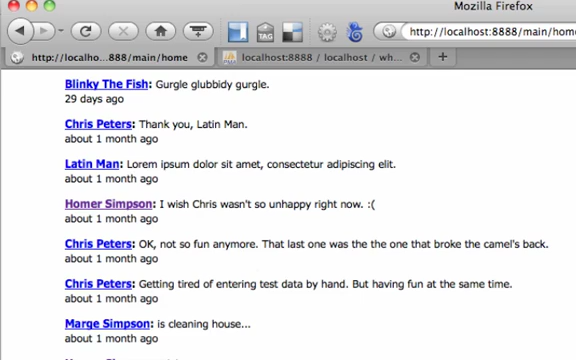 Mozilla Firefox
http://localhost:8888/main/home
http://localho...888/main/home
localhost:8888 / localhost / wh...
TAG
Blinky The Fish: Gurgle glubbidy gurgle.
29 days ago
Chris Peters: Thank you, Latin Man.
about 1 month ago
Latin Man: Lorem ipsum dolor sit amet, consectetur adipiscing elit.
about 1 month ago
Homer Simpson: I wish Chris wasn't so unhappy right now. :(
about 1 month ago
Chris Peters: OK, not so fun anymore. That last one was the the one that broke the camel's back.
about 1 month ago
Chris Peters: Getting tired of entering test data by hand. But having fun at the same time.
about 1 month ago
Marge Simpson: is cleaning house...
about 1 month ago